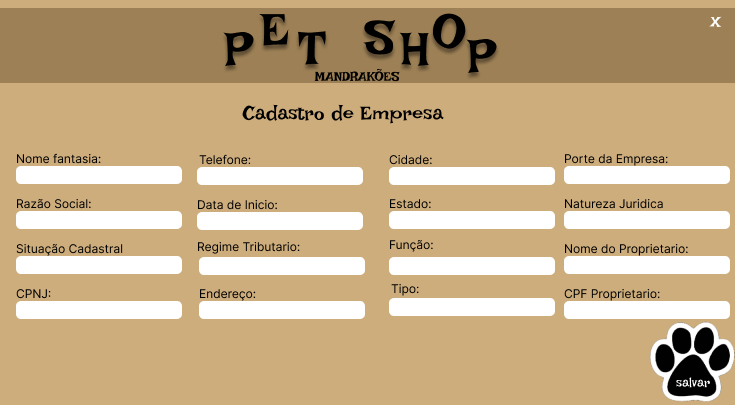 PET SHOP
X
MANDRAKÕES
Cadastro de Empresa
Nome fantasia:
Telefone:
Cidade:
Porte da Empresa:
Razão Social:
Data de Inicio:
Estado:
Natureza Juridica
Situação Cadastral
Regime Tributario:
Função:
Nome do Proprietario:
CPNJ:
Endereço:
Tipo:
CPF Proprietario:
salvar